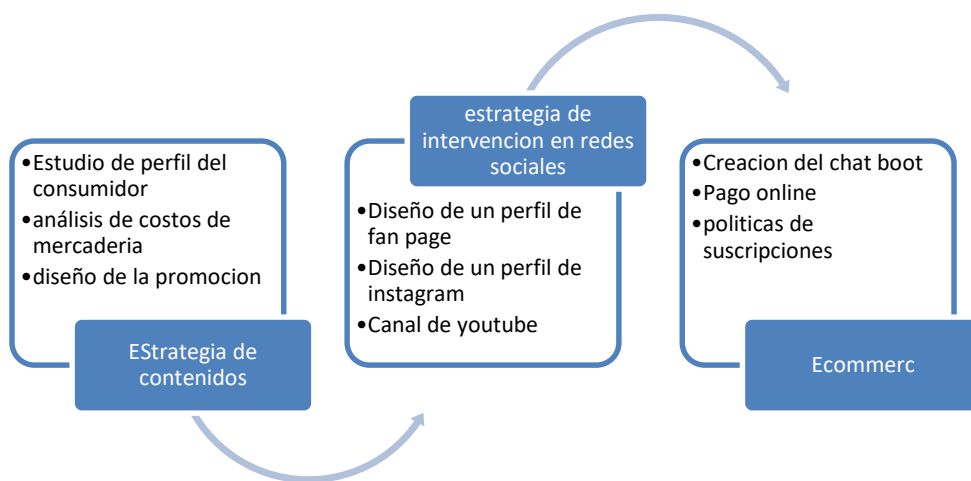 •Estudio de perfil del
consumidor
•análisis de costos de
mercaderia
•diseño de la promocion
EStrategia de
contenidos
estrategia de
intervencion en redes
sociales
•Diseño de un perfil de
fan page
•Diseño de un perfil de
instagram
•Canal de youtube
•Creacion del chat boot
•Pago online
•politicas de
suscripciones
Ecommerc